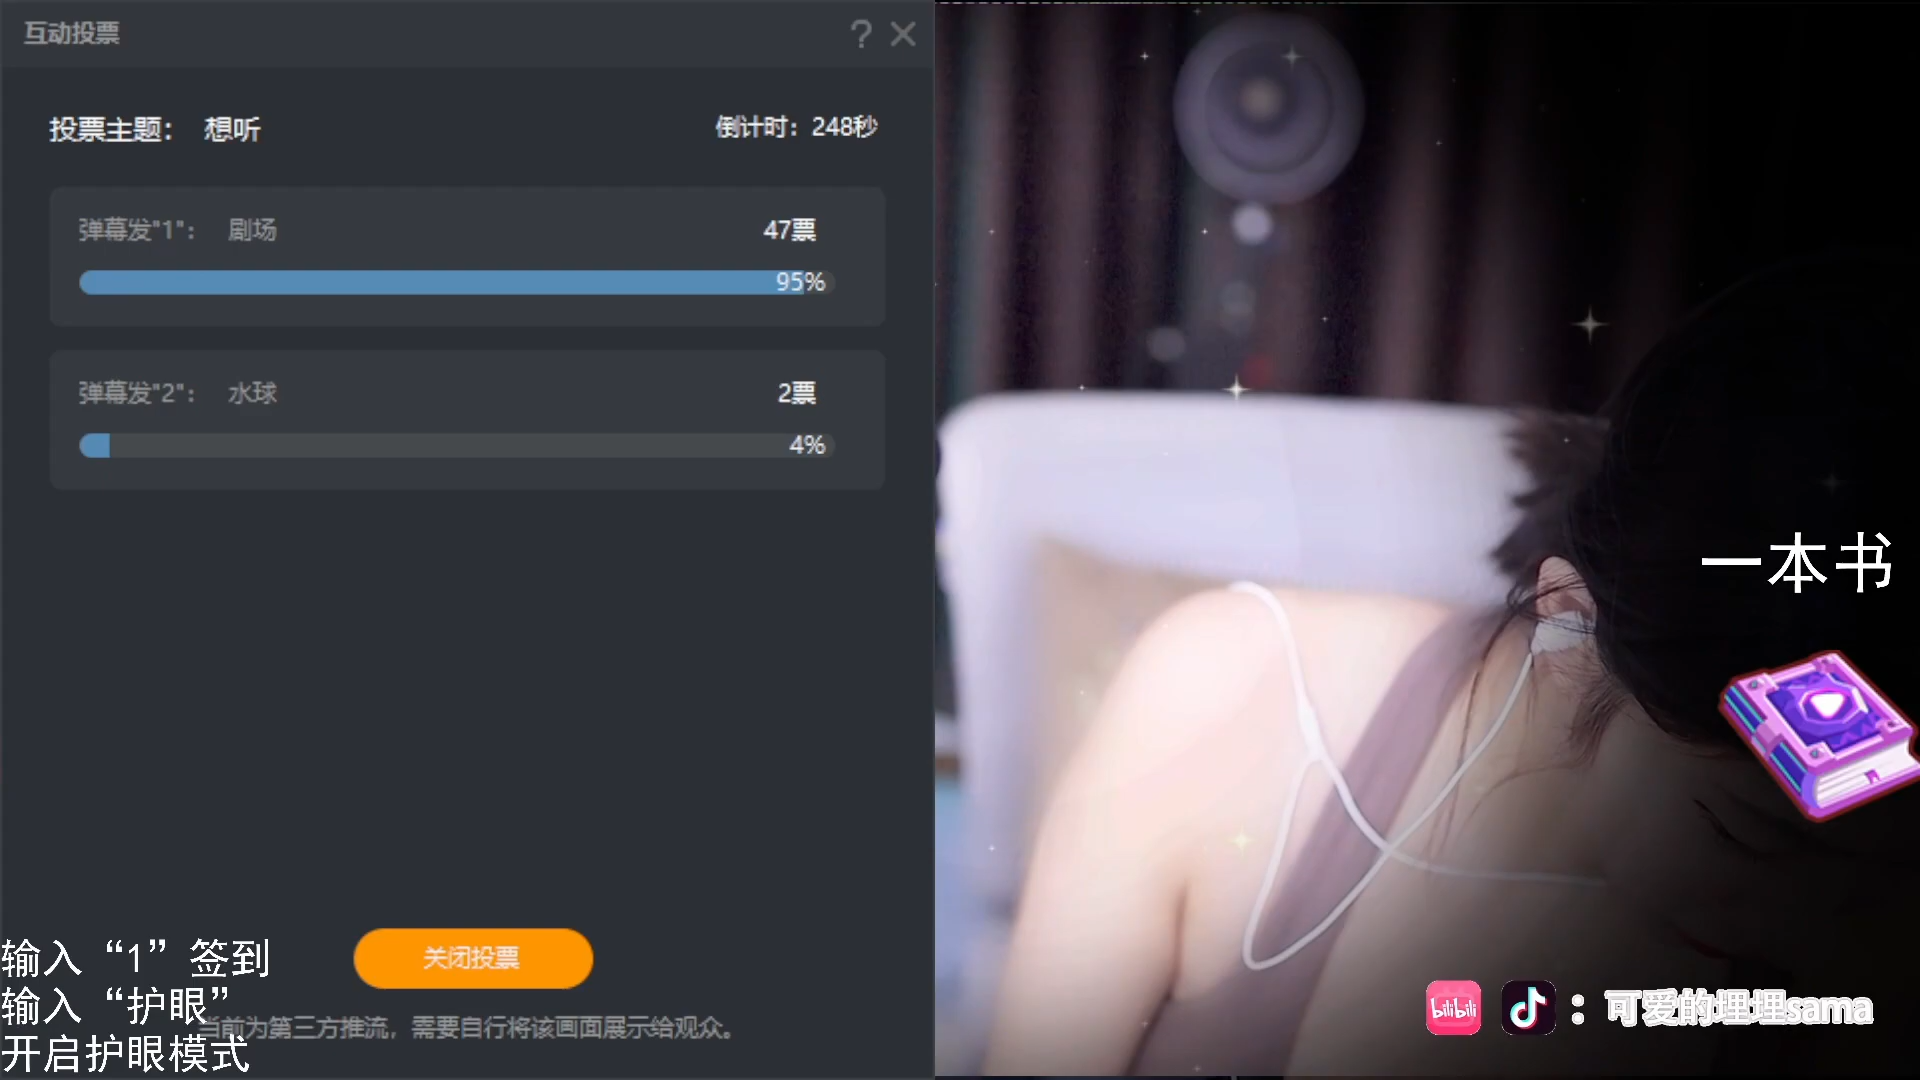 互动投票
投票主题： 想听
倒计时：248秒
弹幕发"1"： 剧场
47票
95%
弹幕发"2"： 水球
2票
4%
关闭投票
当前为第三方推流，需要自行将该画面展示给观众。
输入“1”签到
输入“护眼”
开启护眼模式
一本书
bilibili
：可爱的埋埋sama